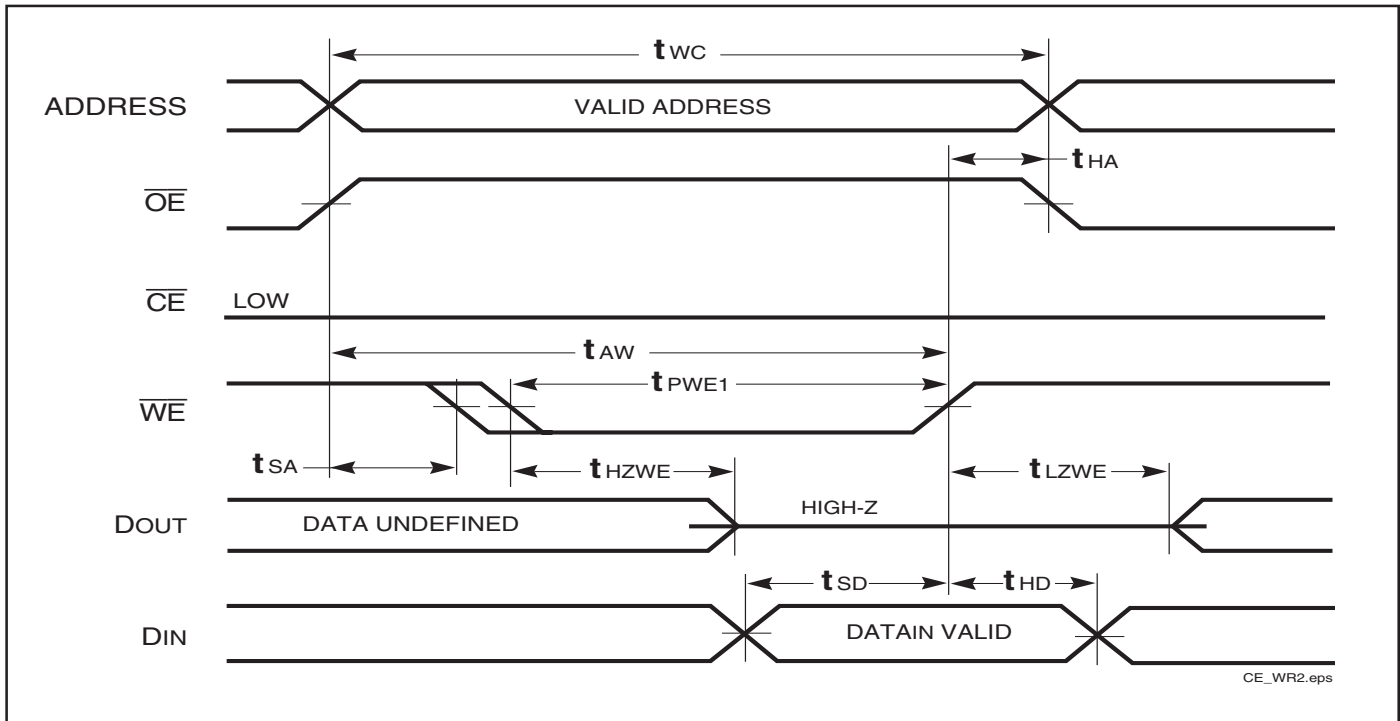 tWC
ADDRESS VALID ADDRESS
tHA
OE
CE LOW
tAW
tPWE1
WE
tSA tHZWE tLZWE
DOUT DATA UNDEFINED HIGH-Z
tSD tHD
DIN DATAIN VALID
CE_WR2.eps